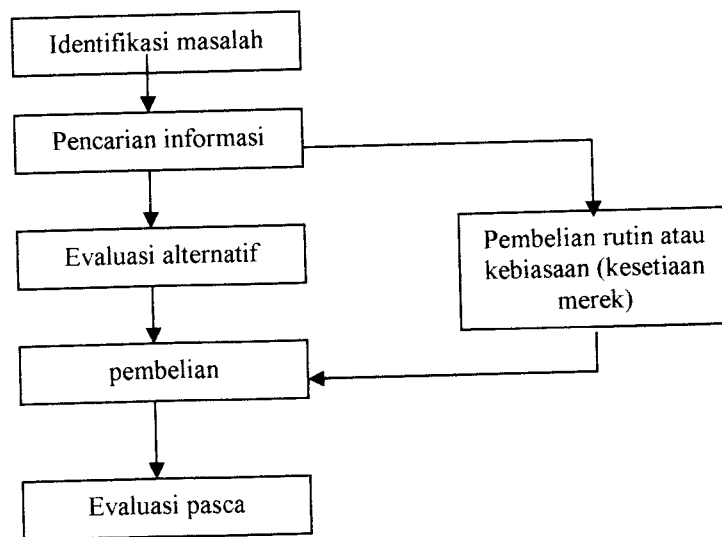 Identifikasi masalah
Pencarian informasi
Evaluasi alternatif
Pembelian rutin atau
kebiasaan (kesetiaan
merek)
pembelian
Evaluasi pasca